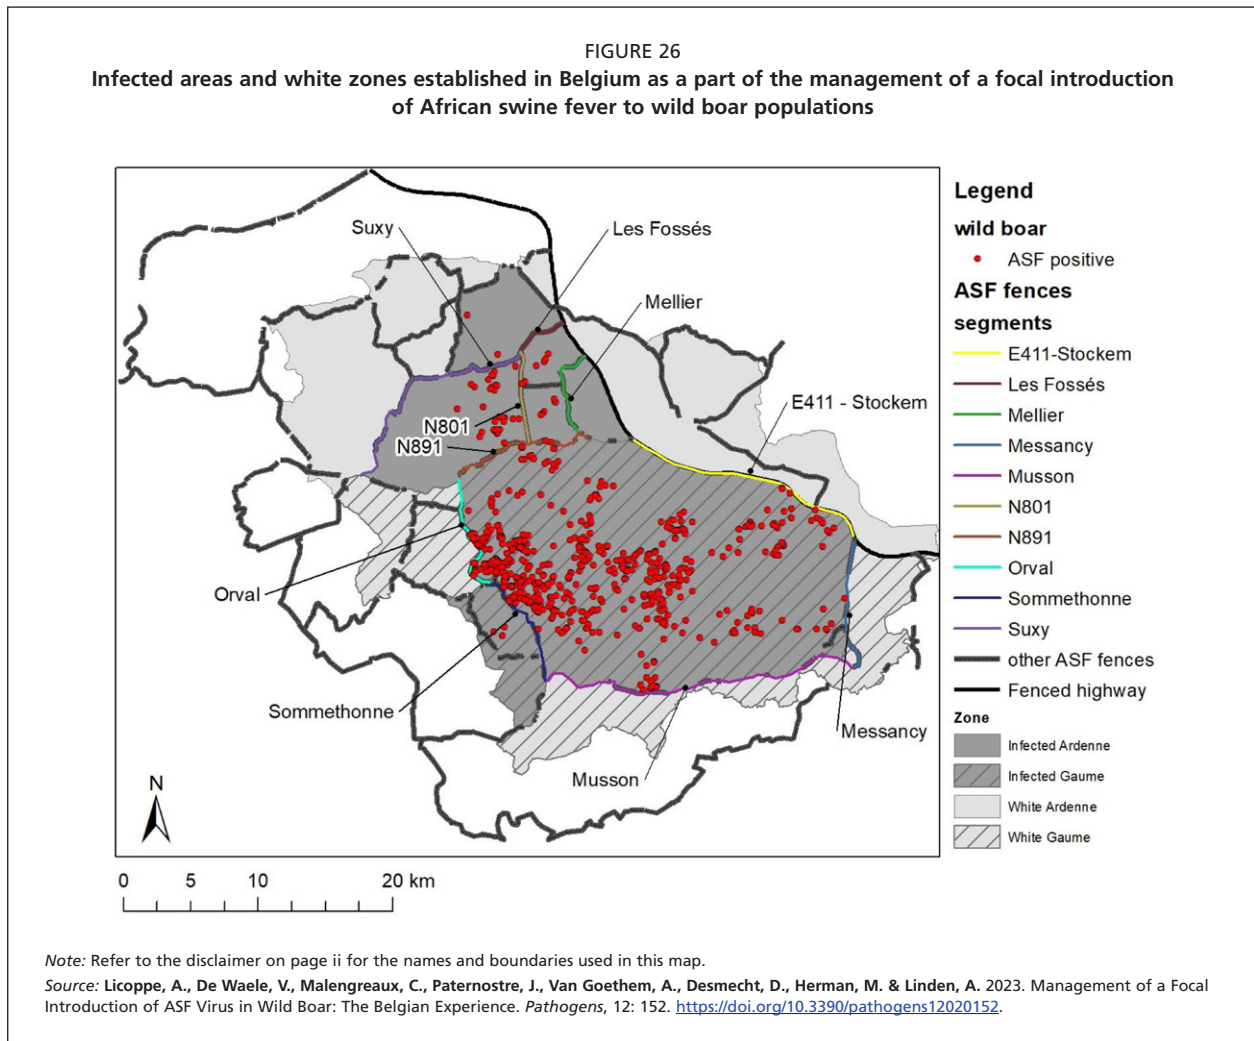 FIGURE 26
Infected areas and white zones established in Belgium as a part of the management of a focal introduction
of African swine fever to wild boar populations
Suxy
Les Fossés
Mellier
N801
N891
E411 - Stockem
Orval
Sommethonne
Musson
Messancy
N
0 5 10 20 km
Legend
wild boar
ASF positive
ASF fences
segments
E411-Stockem
Les Fossés
Mellier
Messancy
Musson
N801
N891
Orval
Sommethonne
Suxy
other ASF fences
Fenced highway
Zone
Infected Ardenne
Infected Gaume
White Ardenne
White Gaume
Note: Refer to the disclaimer on page ii for the names and boundaries used in this map.
Source: Licoppe, A., De Waele, V., Malengreaux, C., Paternostre, J., Van Goethem, A., Desmecht, D., Herman, M. & Linden, A. 2023. Management of a Focal
Introduction of ASF Virus in Wild Boar: The Belgian Experience. Pathogens, 12: 152. https://doi.org/10.3390/pathogens12020152.